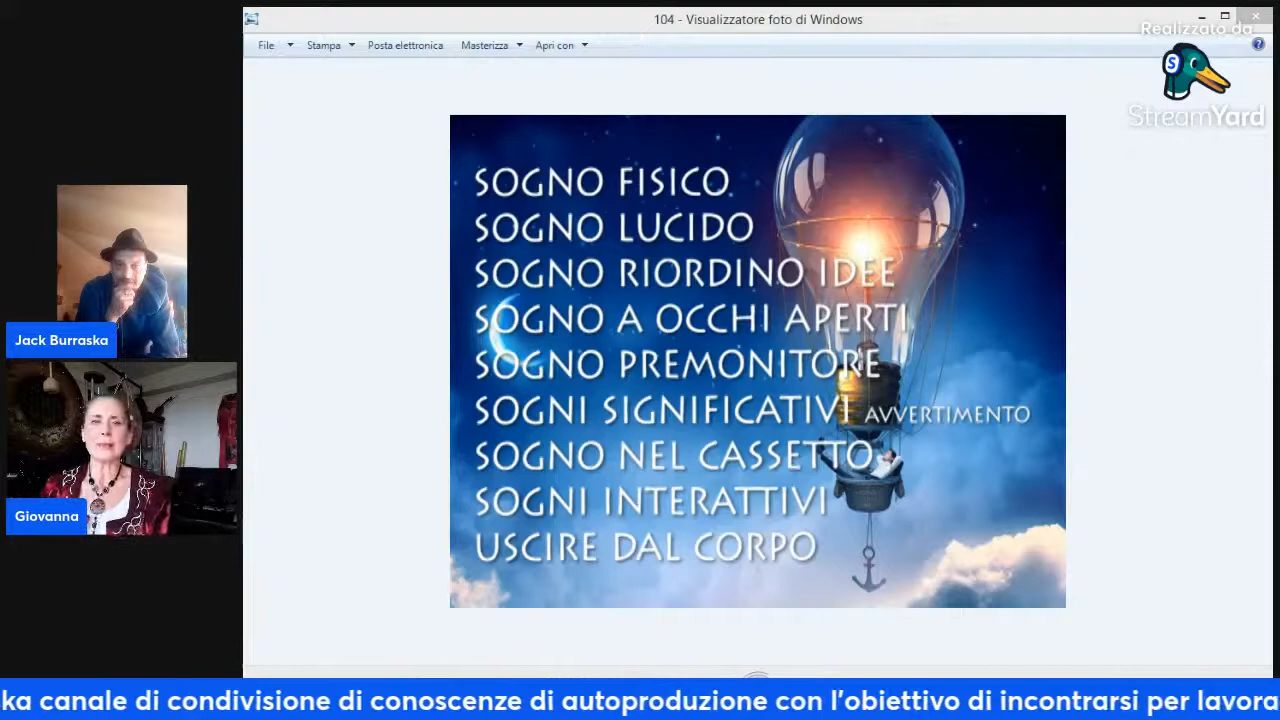 104 - Visualizzatore foto di Windows
File Stampa Posta elettronica Masterizza Apri con
Realizzato da
StreamYard
SOGNO FISICO
SOGNO LUCIDO
SOGNO RIORDINO IDEE
SOGNO A OCCHI APERTI
SOGNO PREMONITORE
SOGNI SIGNIFICATIVI AVVERTIMENTO
SOGNO NEL CASSETTO
SOGNI INTERATTIVI
USCIRE DAL CORPO
Jack Burraska
Giovanna
ka canale di condivisione di conoscenze di autoproduzione con l'obiettivo di incontrarsi per lavora